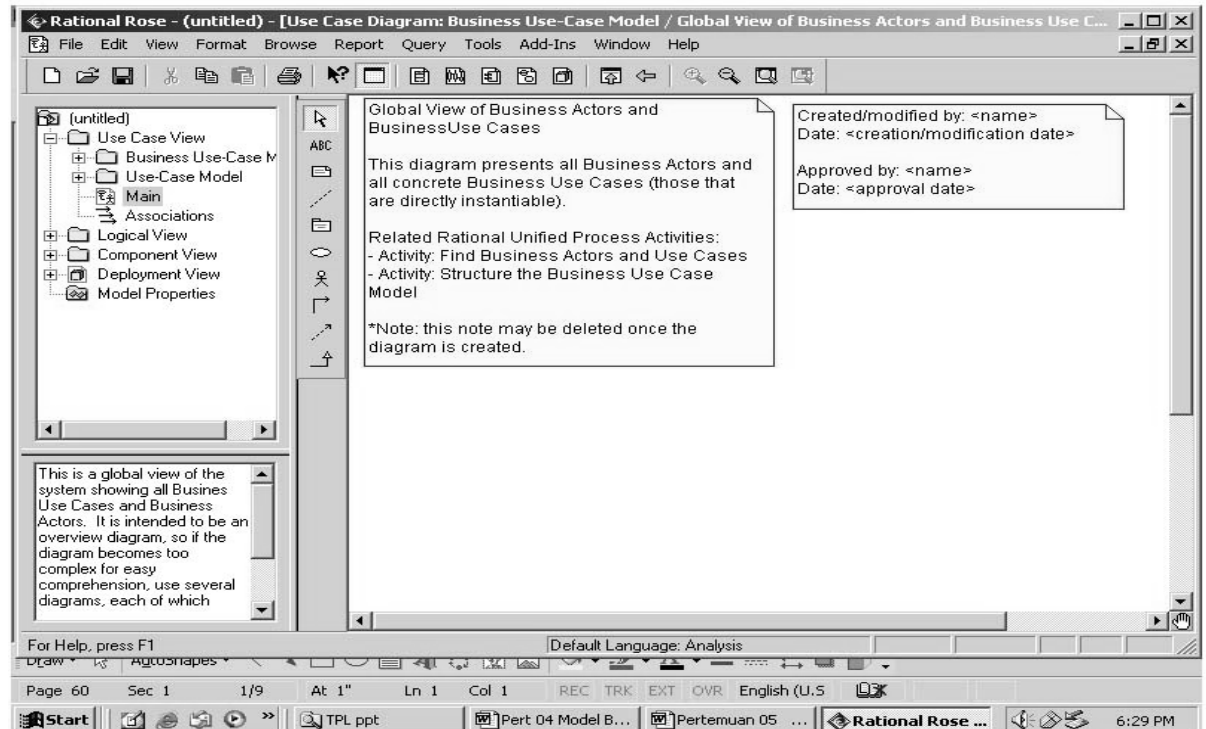 Rational Rose - (untitled) - [Use Case Diagram: Business Use-Case Model / Global View of Business Actors and Business Use C...
File Edit View Format Browse Report Query Tools Add-Ins Window Help
(untitled)
Use Case View
Business Use-Case M
Use-Case Model
Main
Associations
Logical View
Component View
Deployment View
Model Properties
ABC
Global View of Business Actors and
BusinessUse Cases
This diagram presents all Business Actors and
all concrete Business Use Cases (those that
are directly instantiable).
Related Rational Unified Process Activities:
- Activity: Find Business Actors and Use Cases
- Activity: Structure the Business Use Case
Model
*Note: this note may be deleted once the
diagram is created.
Created/modified by: <name>
Date: <creation/modification date>
Approved by: <name>
Date: <approval date>
This is a global view of the
system showing all Busines
Use Cases and Business
Actors. It is intended to be an
overview diagram, so if the
diagram becomes too
complex for easy
comprehension, use several
diagrams, each of which
For Help, press F1 Default Language: Analysis
Draw AutoShapes
Page 60 Sec 1 1/9 At 1" Ln 1 Col 1 REC TRK EXT OVR English (U.S
Start » TPL ppt Pert 04 Model B... Pertemuan 05 ... Rational Rose ... 6:29 PM